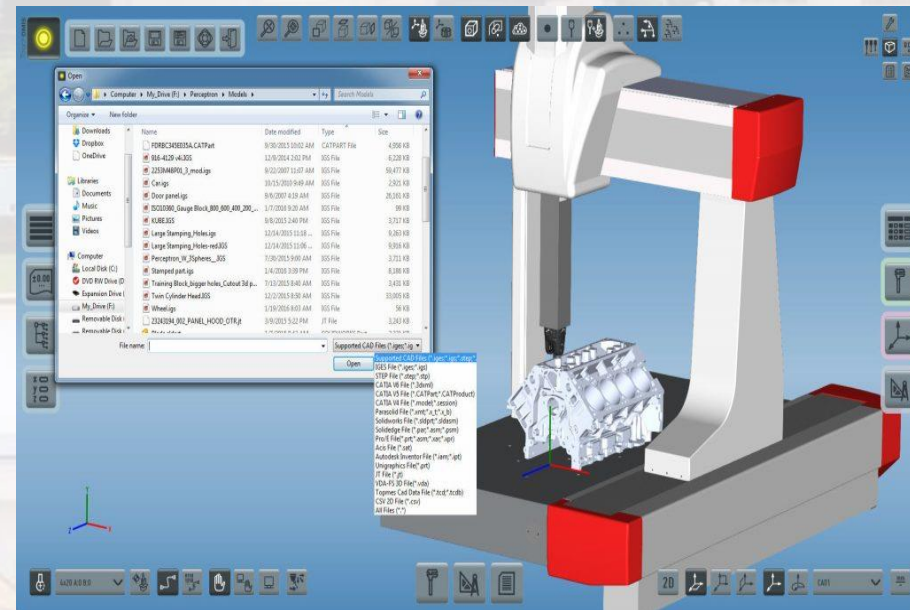 Open
Computer ▸ My_Drive (F:) ▸ Perceptron ▸ Models ▸
Search Models
Organize ▾ New folder
Downloads
Dropbox
OneDrive
Libraries
Documents
Music
Pictures
Videos
Computer
Local Disk (C:)
DVD RW Drive (D
Expansion Drive (
My_Drive (F:)
Removable Disk (
Removable Disk (
Name Date modified Type Size
FDRBC345E035A.CATPart 9/30/2015 10:02 AM CATPART File 4,956 KB
016-4129 v4.IGS 12/9/2014 2:02 PM IGS File 6,228 KB
2253M48P01_3_mod.igs 9/22/2007 11:07 AM IGS File 59,477 KB
Car.igs 10/15/2010 9:49 AM IGS File 2,921 KB
Door panel.igs 9/6/2007 4:19 AM IGS File 26,161 KB
ISO10360_Gauge Block_800_600_400_200_... 1/7/2016 9:20 AM IGS File 99 KB
KUBE.IGS 9/8/2015 2:40 PM IGS File 3,717 KB
Large Stamping_Holes.igs 12/14/2015 11:18 ... IGS File 9,263 KB
Large Stamping_Holes-red.IGS 12/14/2015 11:06 ... IGS File 9,916 KB
Perceptron_W_3Spheres_.IGS 7/30/2015 9:00 AM IGS File 3,711 KB
Stamped part.igs 1/4/2016 3:39 PM IGS File 8,186 KB
Training Block_bigger holes_Cutout 3d p... 7/13/2015 8:40 AM IGS File 3,431 KB
Twin Cylinder Head.IGS 12/2/2015 8:50 AM IGS File 53,005 KB
Wheel.igs 1/19/2016 8:03 AM IGS File 56 KB
23243194_002_PANEL_HOOD_OTR.jt 3/9/2015 5:22 PM JT File 3,243 KB
File name:
Supported CAD Files (*.iges;*.ig
Open
Supported CAD Files (*.iges;*.igs;*.step;*
IGES File (*.iges;*.igs)
STEP File (*.step;*.stp)
CATIA V6 File (*.3dxml)
CATIA V5 File (*.CATPart;*.CATProduct)
CATIA V4 File (*.model;*.session)
Parasolid File (*.xmt;*.x_t;*.x_b)
Solidworks File (*.sldprt;*.sldasm)
Solidedge File (*.par;*.asm;*.psm)
Pro/E File(*.prt;*.asm;*.xar;*.xpr)
Acis File (*.sat)
Autodesk Inventor File (*.iam;*.ipt)
Unigraphics File(*.prt)
JT File (*.jt)
VDA-FS 3D File(*.vda)
Topmes Cad Data File (*.tcd;*.tcdb)
CSV 2D File (*.csv)
All Files (*.*)
±0.00
X
Y
Z
6x20 A:0 B:0
2D
CAV1